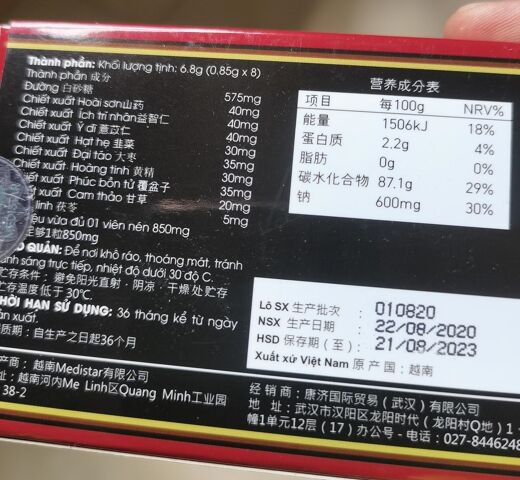 Thành phần: Khối lượng tịnh: 6.8g (0.85g x 8)
Thành phần 成分
Đường 白砂糖 575mg
Chiết xuất Hoài sơn山药 40mg
Chiết xuất Ích trí nhân益智仁 40mg
Chiết xuất Ý dĩ 薏苡仁 40mg
Chiết xuất Hạt hẹ 韭菜 30mg
Chiết xuất Đại táo 大枣 35mg
Chiết xuất Hoàng tinh 黄精 30mg
Chiết xuất Phúc bồn tử 覆盆子 35mg
xuất Cam thảo 甘草 20mg
linh 茯苓 5mg
vừa đủ 01 viên nén 850mg
足够1粒850mg
QUẢN: Để nơi khô ráo, thoáng mát, tránh
ánh sáng trực tiếp, nhiệt độ dưới 30 độ C.
贮存条件： 避免阳光直射，阴凉，干燥处贮存
贮存温度低于 30℃.
HỜI HẠN SỬ DỤNG: 36 tháng kể từ ngày
ản xuất.
质期：自生产之日起36个月
营养成分表
项目 每100g NRV%
能量 1506kJ 18%
蛋白质 2.2g 4%
脂肪 0g 0%
碳水化合物 87.1g 29%
钠 600mg 30%
Lô SX 生产批次 : 010820
NSX 生产日期 : 22/08/2020
HSD 保存期（至）: 21/08/2023
Xuất xứ Việt Nam 原产国：越南
产商：越南Medistar有限公司
：越南河内Me Linh区Quang Minh工业园
38-2
经销商：康济国际贸易（武汉）有限公司
地 址：武汉市汉阳区龙阳时代（龙阳村Q地）1
幢1单元12层（17）办公号 - 电话：027-8446248